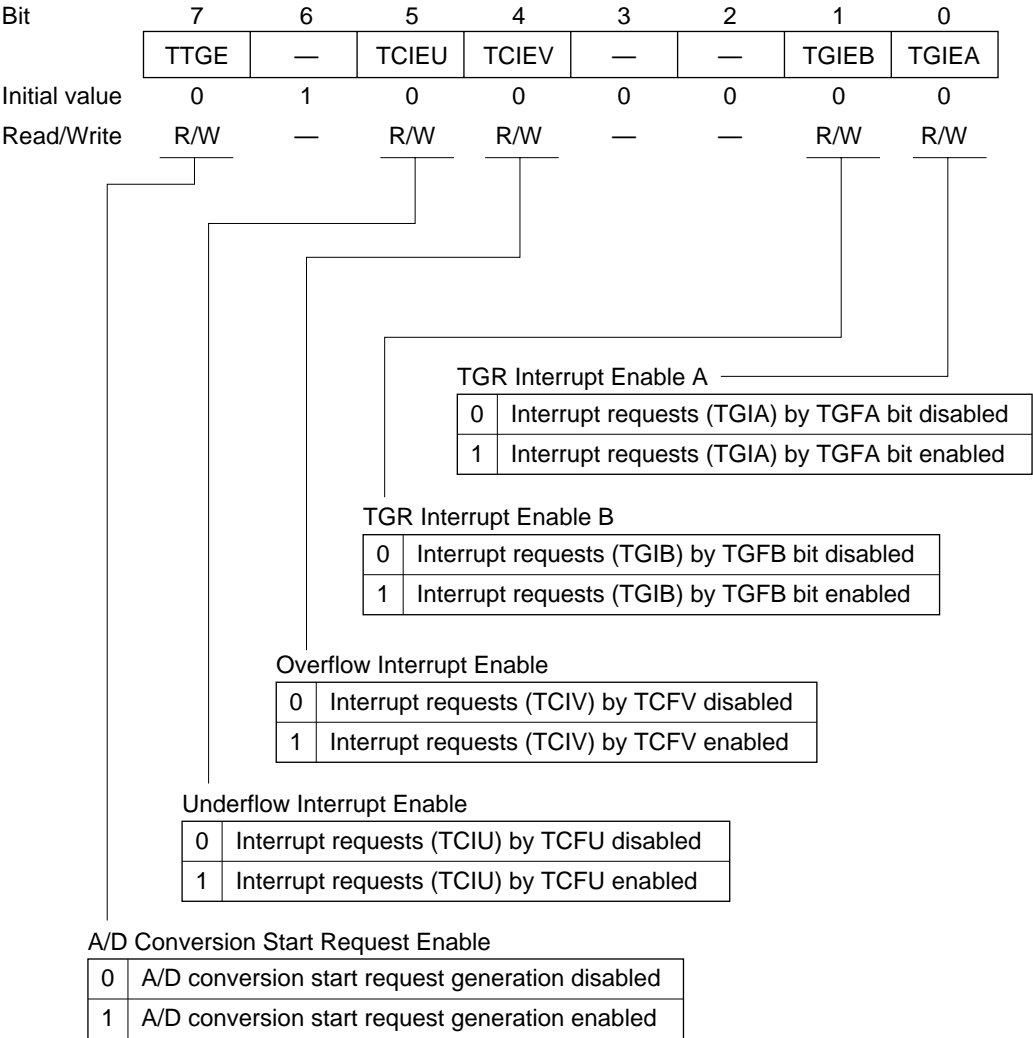 Bit 7 6 5 4 3 2 1 0
TTGE — TCIEU TCIEV — — TGIEB TGIEA
Initial value 0 1 0 0 0 0 0 0
Read/Write R/W — R/W R/W — — R/W R/W
TGR Interrupt Enable A
0 Interrupt requests (TGIA) by TGFA bit disabled
1 Interrupt requests (TGIA) by TGFA bit enabled
TGR Interrupt Enable B
0 Interrupt requests (TGIB) by TGFB bit disabled
1 Interrupt requests (TGIB) by TGFB bit enabled
Overflow Interrupt Enable
0 Interrupt requests (TCIV) by TCFV disabled
1 Interrupt requests (TCIV) by TCFV enabled
Underflow Interrupt Enable
0 Interrupt requests (TCIU) by TCFU disabled
1 Interrupt requests (TCIU) by TCFU enabled
A/D Conversion Start Request Enable
0 A/D conversion start request generation disabled
1 A/D conversion start request generation enabled